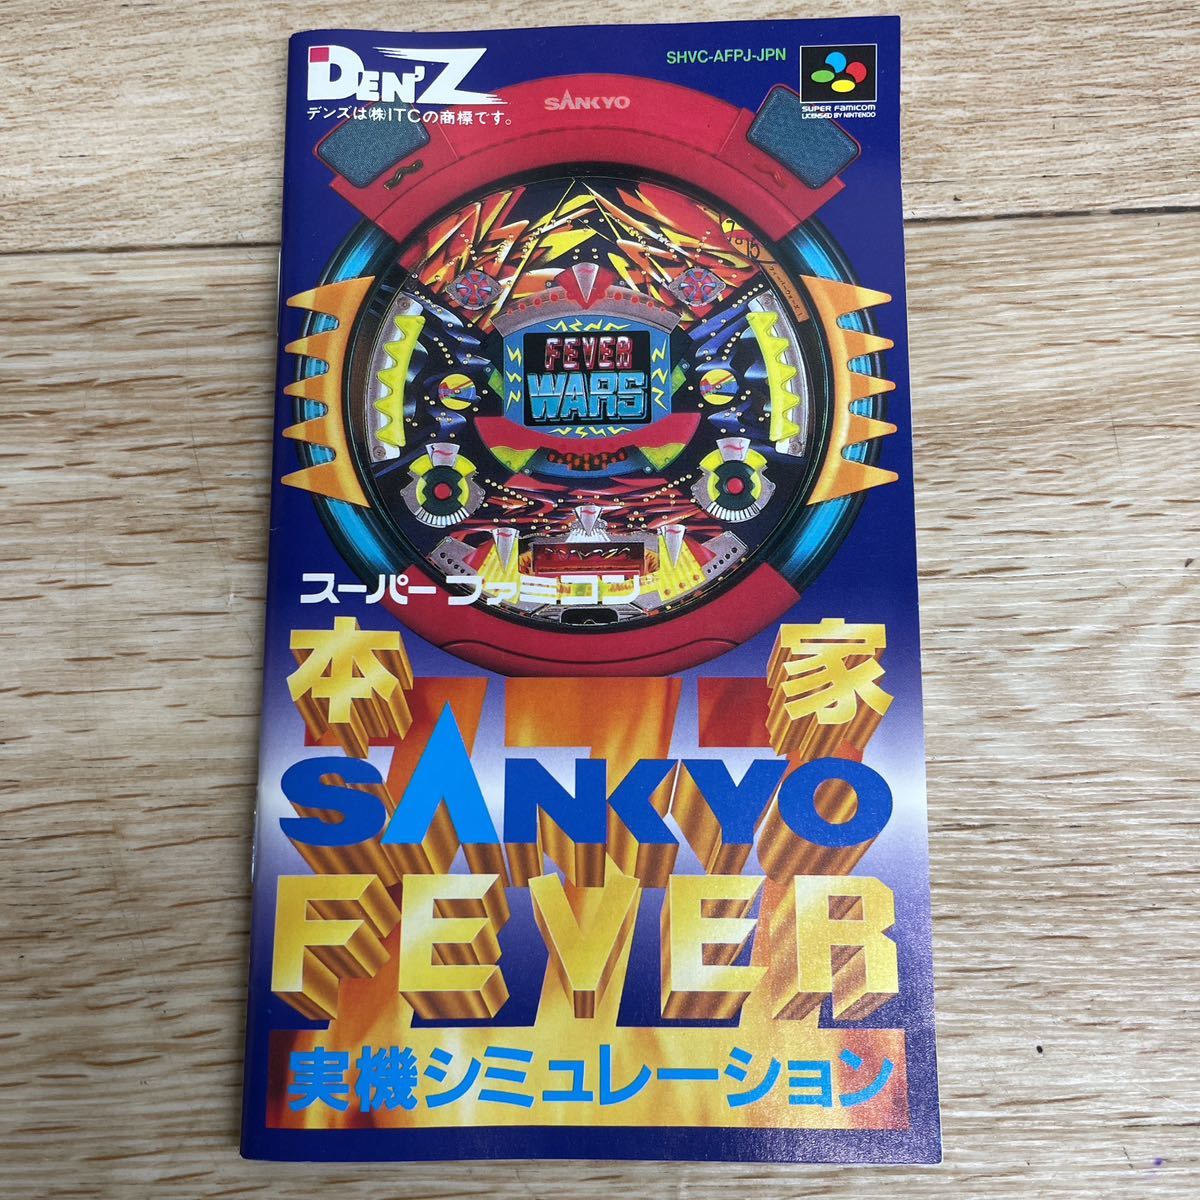 DEN'Z
デンズは㈱ITCの商標です。
SHVC-AFPJ-JPN
SUPER FAMICOM
LICENSED BY NINTENDO
SANKYO
FEVER
WARS
スーパーファミコン
本家
SANKYO
FEVER
実機シミュレーション